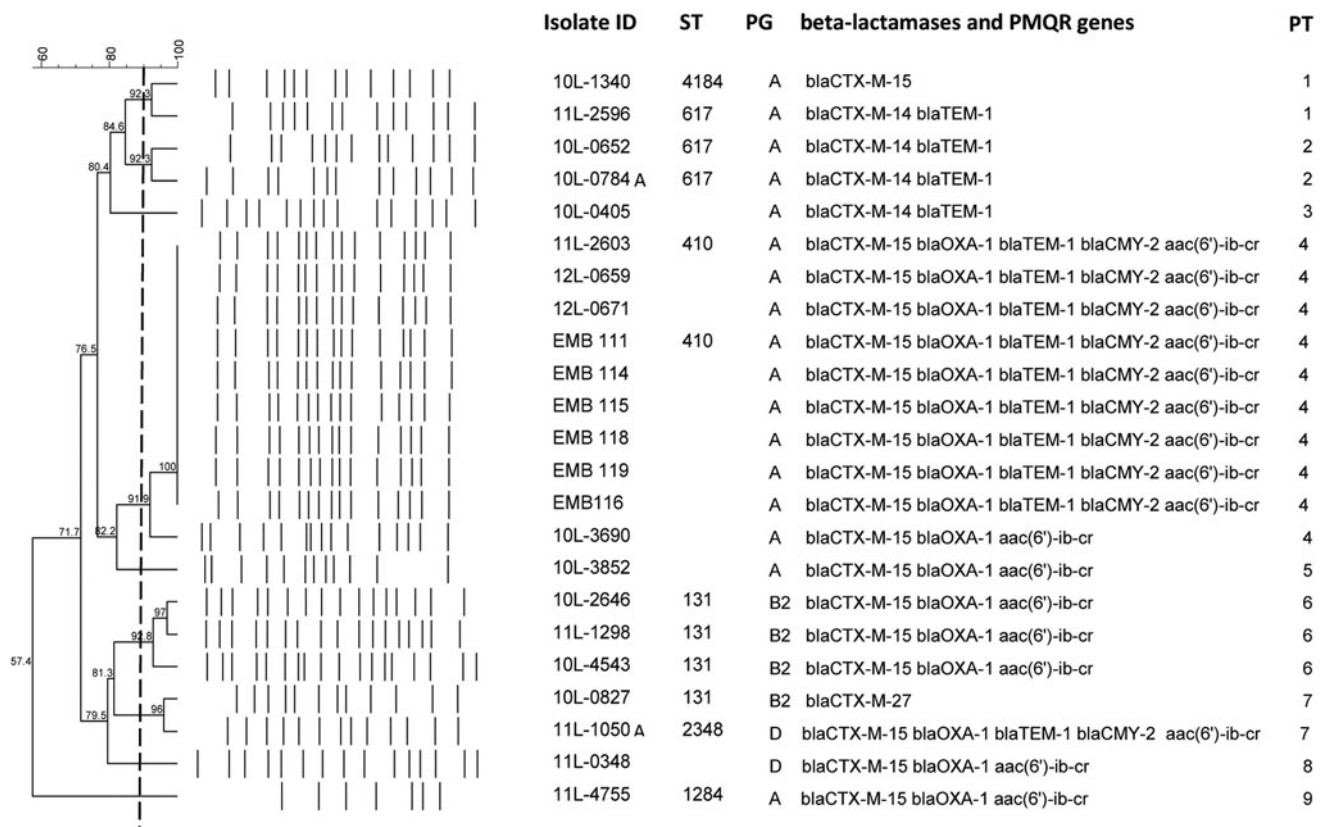 Isolate ID ST PG beta-lactamases and PMQR genes PT
60 80 100
10L-1340 4184 A blaCTX-M-15 1
92.3
11L-2596 617 A blaCTX-M-14 blaTEM-1 1
84.6
10L-0652 617 A blaCTX-M-14 blaTEM-1 2
92.3
80.4
10L-0784 A 617 A blaCTX-M-14 blaTEM-1 2
10L-0405 A blaCTX-M-14 blaTEM-1 3
11L-2603 410 A blaCTX-M-15 blaOXA-1 blaTEM-1 blaCMY-2 aac(6')-ib-cr 4
12L-0659 A blaCTX-M-15 blaOXA-1 blaTEM-1 blaCMY-2 aac(6')-ib-cr 4
12L-0671 A blaCTX-M-15 blaOXA-1 blaTEM-1 blaCMY-2 aac(6')-ib-cr 4
EMB 111 410 A blaCTX-M-15 blaOXA-1 blaTEM-1 blaCMY-2 aac(6')-ib-cr 4
76.5
EMB 114 A blaCTX-M-15 blaOXA-1 blaTEM-1 blaCMY-2 aac(6')-ib-cr 4
EMB 115 A blaCTX-M-15 blaOXA-1 blaTEM-1 blaCMY-2 aac(6')-ib-cr 4
EMB 118 A blaCTX-M-15 blaOXA-1 blaTEM-1 blaCMY-2 aac(6')-ib-cr 4
100
EMB 119 A blaCTX-M-15 blaOXA-1 blaTEM-1 blaCMY-2 aac(6')-ib-cr 4
91.9
EMB116 A blaCTX-M-15 blaOXA-1 blaTEM-1 blaCMY-2 aac(6')-ib-cr 4
71.7 82.2
10L-3690 A blaCTX-M-15 blaOXA-1 aac(6')-ib-cr 4
10L-3852 A blaCTX-M-15 blaOXA-1 aac(6')-ib-cr 5
10L-2646 131 B2 blaCTX-M-15 blaOXA-1 aac(6')-ib-cr 6
97
11L-1298 131 B2 blaCTX-M-15 blaOXA-1 aac(6')-ib-cr 6
92.8
57.4
10L-4543 131 B2 blaCTX-M-15 blaOXA-1 aac(6')-ib-cr 6
81.3
10L-0827 131 B2 blaCTX-M-27 7
79.5 96
11L-1050 A 2348 D blaCTX-M-15 blaOXA-1 blaTEM-1 blaCMY-2 aac(6')-ib-cr 7
11L-0348 D blaCTX-M-15 blaOXA-1 aac(6')-ib-cr 8
11L-4755 1284 A blaCTX-M-15 blaOXA-1 aac(6')-ib-cr 9